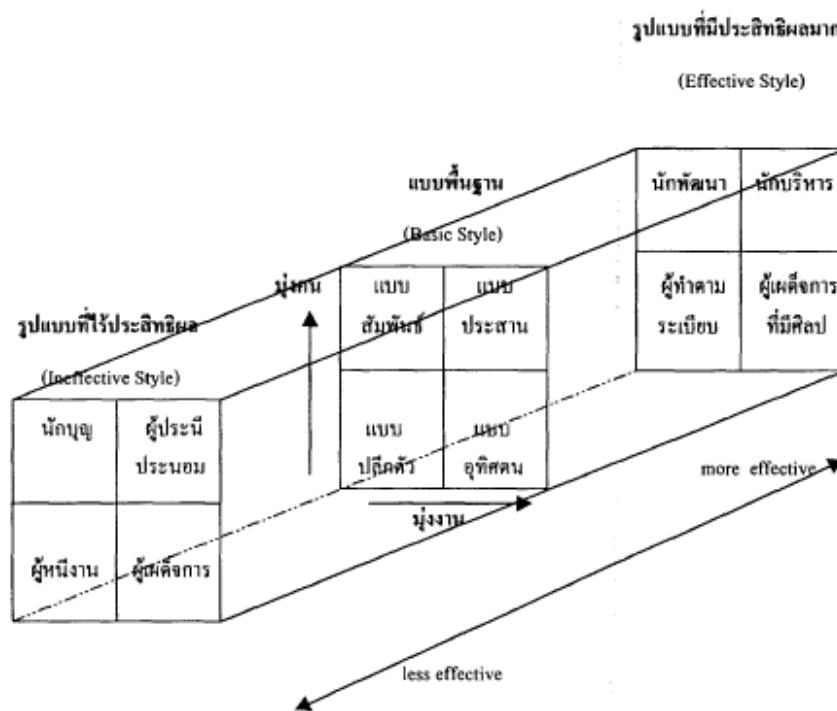 รูปแบบที่มีประสิทธิผลมาก
(Effective Style)
นักพัฒนา
นักบริหาร
ผู้ทำตาม
ระเบียบ
ผู้เผด็จการ
ที่มีศิลป
แบบพื้นฐาน
(Basic Style)
มุ่งคน
แบบ
สัมพันธ์
แบบ
ประสาน
แบบ
ปลีกตัว
แบบ
อุทิศตน
มุ่งงาน
รูปแบบที่ไร้ประสิทธิผล
(Ineffective Style)
นักบุญ
ผู้ประนี
ประนอม
ผู้หนีงาน
ผู้เผด็จการ
more effective
less effective